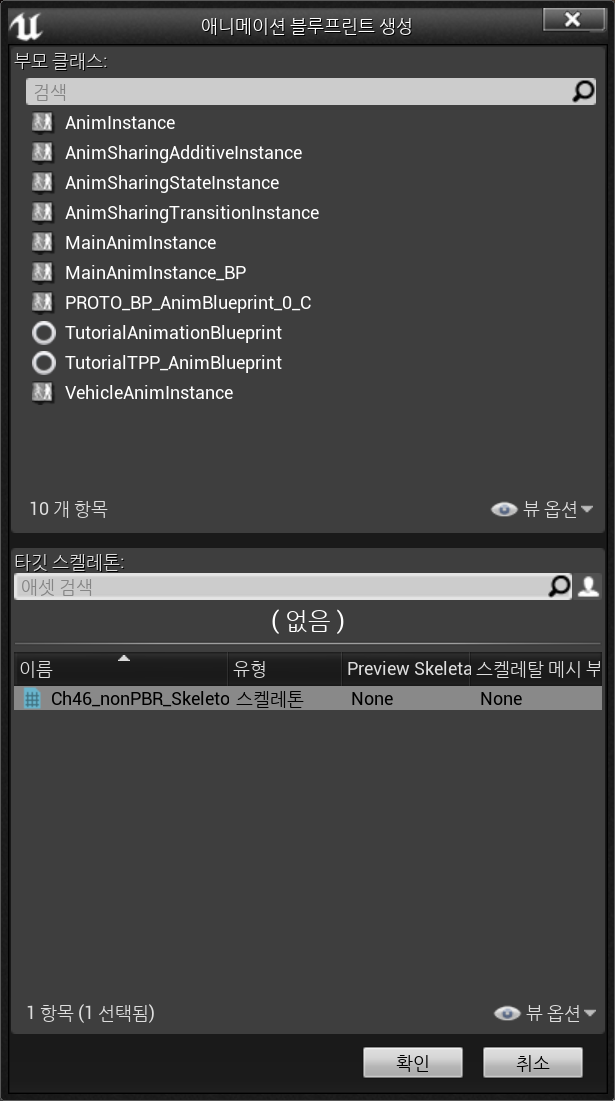 애니메이션 블루프린트 생성
부모 클래스:
검색
AnimInstance
AnimSharingAdditiveInstance
AnimSharingStateInstance
AnimSharingTransitionInstance
MainAnimInstance
MainAnimInstance_BP
PROTO_BP_AnimBlueprint_0_C
TutorialAnimationBlueprint
TutorialTPP_AnimBlueprint
VehicleAnimInstance
10 개 항목 뷰 옵션
타깃 스켈레톤:
애셋 검색
( 없음 )
이름 유형 Preview Skeleta 스켈레탈 메시 부
Ch46_nonPBR_Skeleto 스켈레톤 None None
1 항목 (1 선택됨) 뷰 옵션
확인 취소